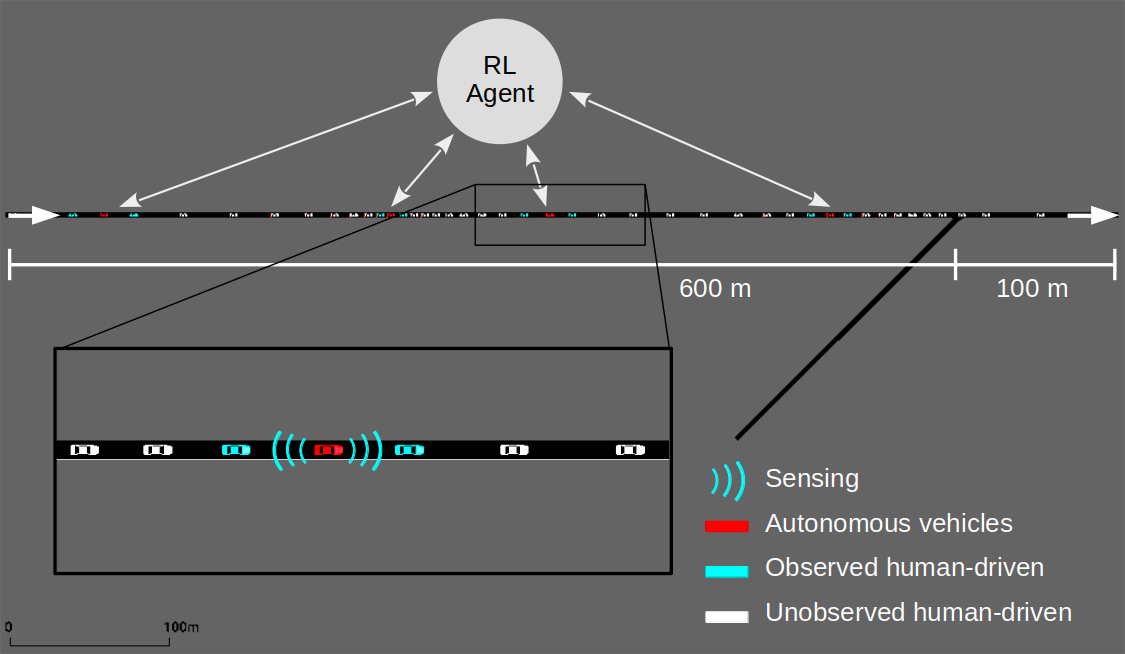 RL
Agent
600 m
100 m
Sensing
Autonomous vehicles
Observed human-driven
Unobserved human-driven
0
100m